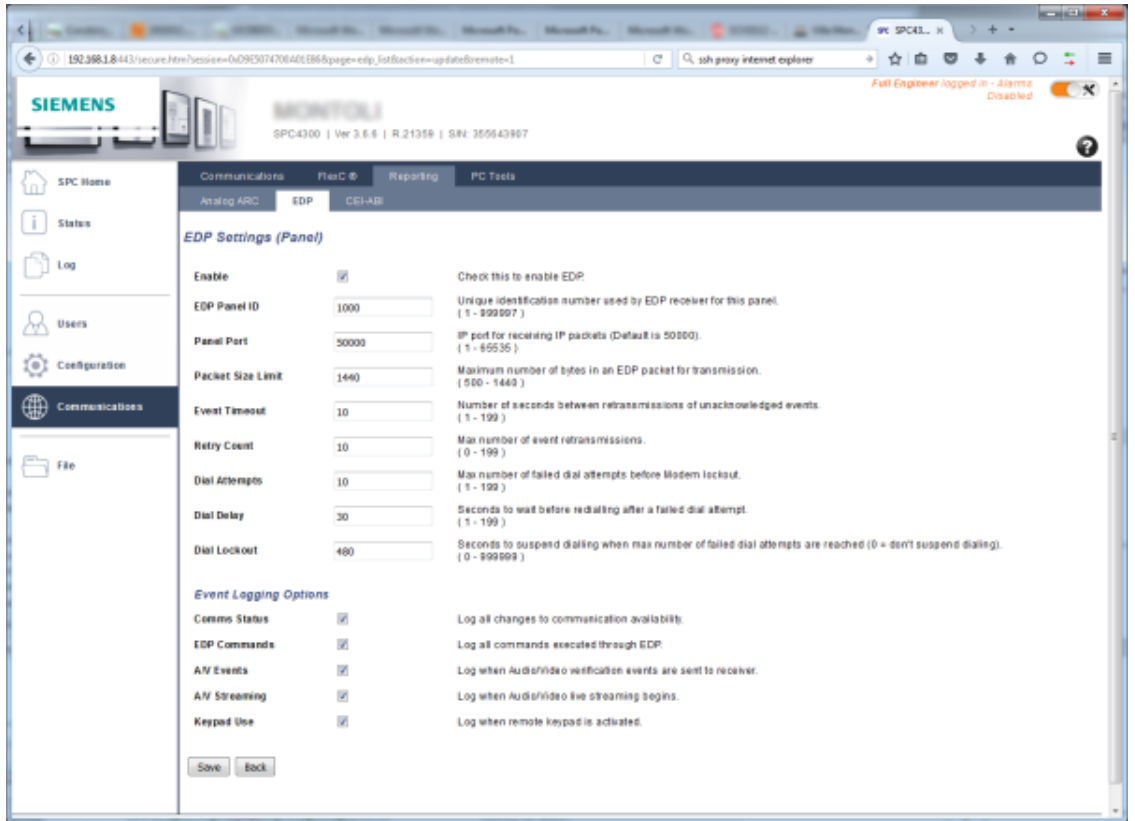 SPC43...
192.168.1.8:443/secure.htm?session=0xD9E5074708A01EB6&page=edp_list&action=update&remote=1
ssh proxy internet explorer
Full Engineer logged in - Alarms
Disabled
SIEMENS
SPC4300 | Ver 3.6.6 | R.21359 | S/N: 355643907
SPC Home
Status
Log
Users
Configuration
Communications
File
Communications FlexC ® Reporting PC Tools
Analog ARC EDP CEI-ABI
EDP Settings (Panel)
Enable Check this to enable EDP.
EDP Panel ID 1000 Unique identification number used by EDP receiver for this panel.
( 1 - 999997 )
Panel Port 50000 IP port for receiving IP packets (Default is 50000).
( 1 - 65535 )
Packet Size Limit 1440 Maximum number of bytes in an EDP packet for transmission.
( 500 - 1440 )
Event Timeout 10 Number of seconds between retransmissions of unacknowledged events.
( 1 - 199 )
Retry Count 10 Max number of event retransmissions.
( 0 - 199 )
Dial Attempts 10 Max number of failed dial attempts before Modem lockout.
( 1 - 199 )
Dial Delay 30 Seconds to wait before redialling after a failed dial attempt.
( 1 - 199 )
Dial Lockout 480 Seconds to suspend dialling when max number of failed dial attempts are reached (0 = don't suspend dialing).
( 0 - 999999 )
Event Logging Options
Comms Status Log all changes to communication availability.
EDP Commands Log all commands executed through EDP.
A/V Events Log when Audio/Video verification events are sent to receiver.
A/V Streaming Log when Audio/Video live streaming begins.
Keypad Use Log when remote keypad is activated.
Save Back